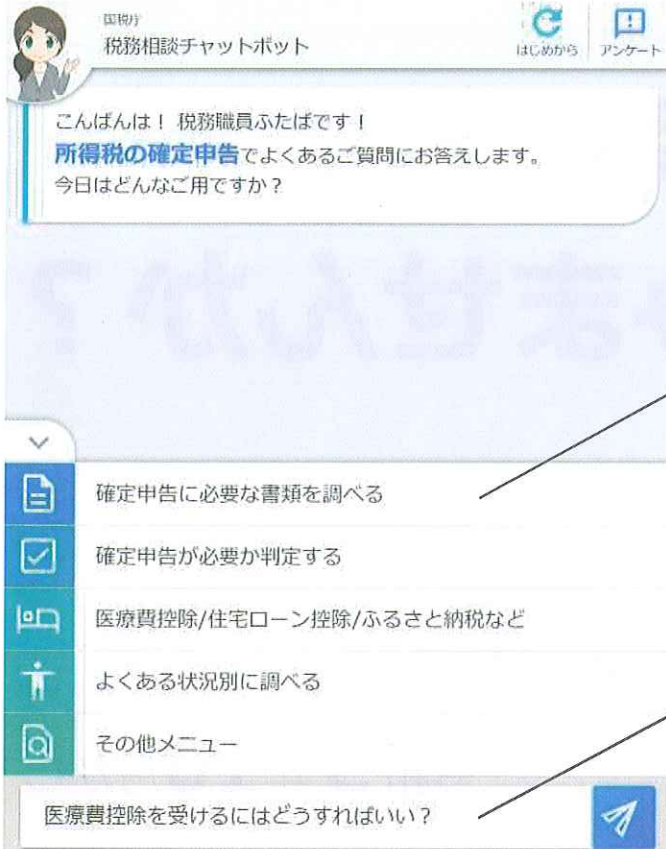 国税庁
税務相談チャットボット
はじめから
アンケート
こんばんは！ 税務職員ふたばです！
所得税の確定申告でよくあるご質問にお答えします。
今日はどんなご用ですか？
確定申告に必要な書類を調べる
確定申告が必要か判定する
医療費控除/住宅ローン控除/ふるさと納税など
よくある状況別に調べる
その他メニュー
医療費控除を受けるにはどうすればいい？